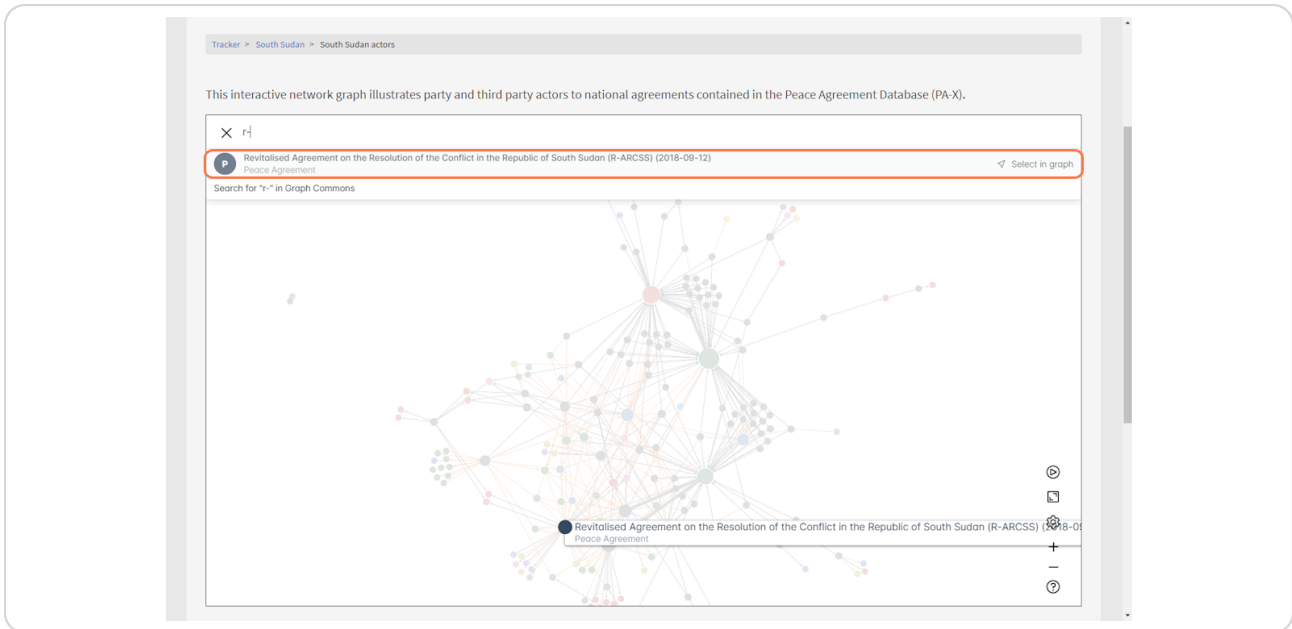 Tracker > South Sudan > South Sudan actors
This interactive network graph illustrates party and third party actors to national agreements contained in the Peace Agreement Database (PA-X).
r-
P Revitalised Agreement on the Resolution of the Conflict in the Republic of South Sudan (R-ARCSS) (2018-09-12)
Peace Agreement
Select in graph
Search for "r-" in Graph Commons
Revitalised Agreement on the Resolution of the Conflict in the Republic of South Sudan (R-ARCSS) (2018-09
Peace Agreement